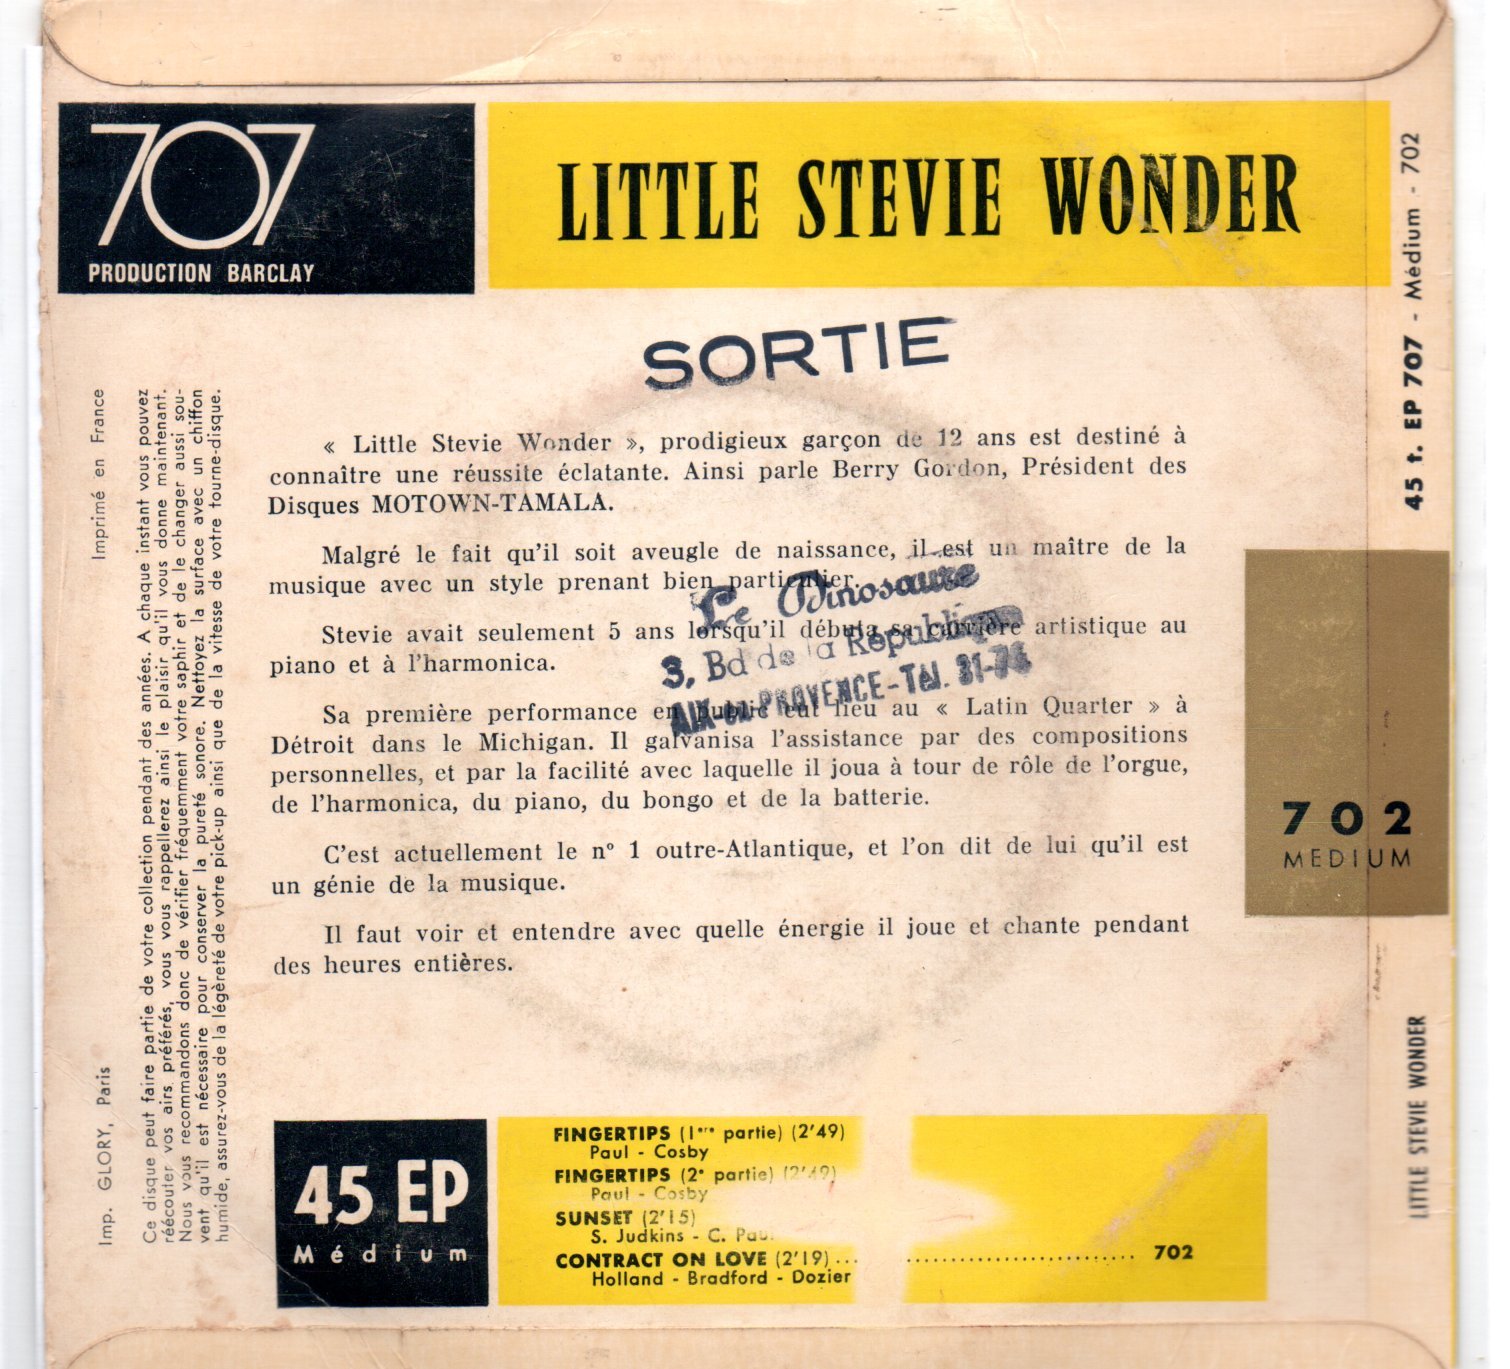 707
PRODUCTION BARCLAY
LITTLE STEVIE WONDER
SORTIE
« Little Stevie Wonder », prodigieux garçon de 12 ans est destiné à
connaître une réussite éclatante. Ainsi parle Berry Gordon, Président des
Disques MOTOWN-TAMALA.
Malgré le fait qu'il soit aveugle de naissance, il est un maître de la
musique avec un style prenant bien particulier.
Stevie avait seulement 5 ans lorsqu'il débuta sa carrière artistique au
piano et à l'harmonica.
Sa première performance en public eut lieu au « Latin Quarter » à
Détroit dans le Michigan. Il galvanisa l'assistance par des compositions
personnelles, et par la facilité avec laquelle il joua à tour de rôle de l'orgue,
de l'harmonica, du piano, du bongo et de la batterie.
C'est actuellement le n° 1 outre-Atlantique, et l'on dit de lui qu'il est
un génie de la musique.
Il faut voir et entendre avec quelle énergie il joue et chante pendant
des heures entières.
Le Dinosaure
3, Bd de la République
AIX-en-PROVENCE-Tél. 31-
45 EP
Médium
FINGERTIPS (1ère partie) (2'49)
Paul - Cosby
FINGERTIPS (2e partie) (2'49)
Paul - Cosby
SUNSET (2'15)
S. Judkins - C. Pau
CONTRACT ON LOVE (2'19) ... .......................... 702
Holland - Bradford - Dozier
702
MEDIUM
45 t. EP 707 - Médium - 702
LITTLE STEVIE WONDER
Imp. GLORY, Paris
Imprimé en France
Ce disque peut faire partie de votre collection pendant des années. A chaque instant vous pouvez
réécouter vos airs préférés, vous vous rappellerez ainsi le plaisir qu'il vous donne maintenant.
Nous vous recommandons donc de vérifier fréquemment votre saphir et de le changer aussi sou-
vent qu'il est nécessaire pour conserver la pureté sonore. Nettoyez la surface avec un chiffon
humide, assurez-vous de la légèreté de votre pick-up ainsi que de la vitesse de votre tourne-disque.